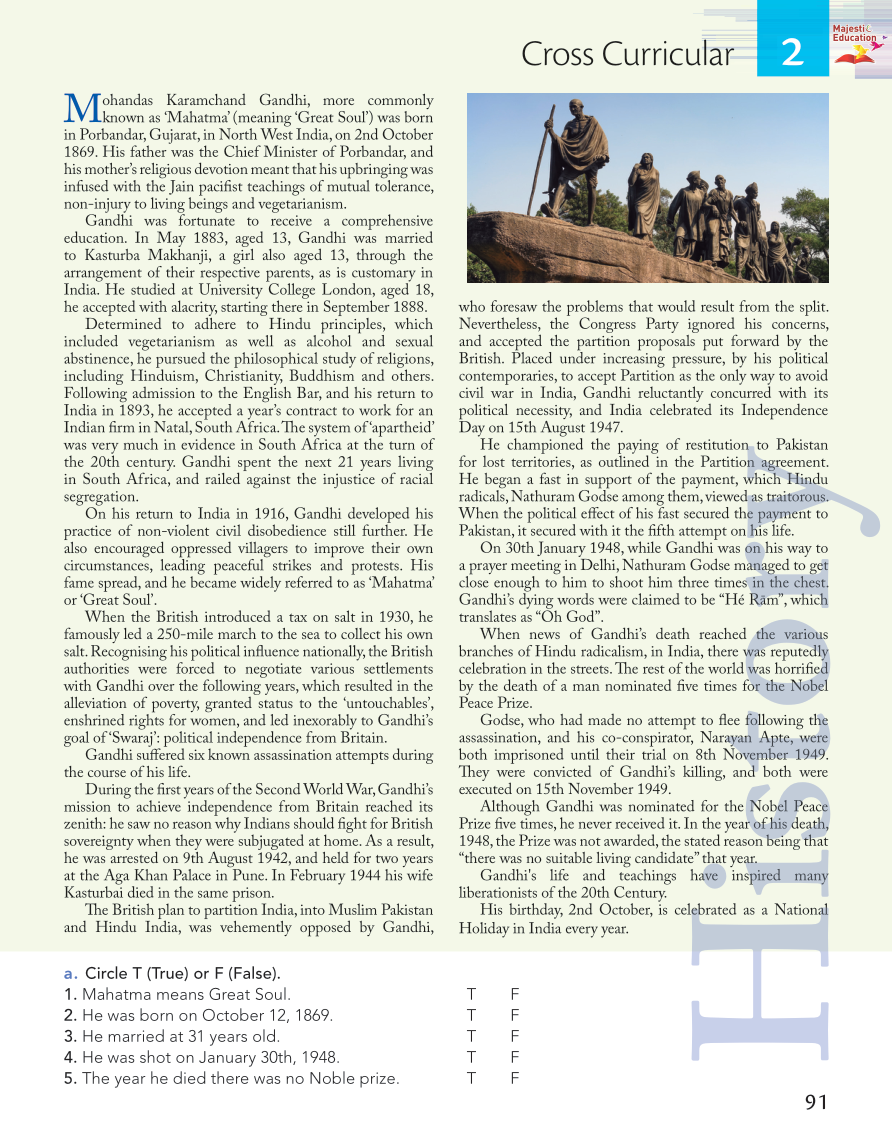 Cross Curricular
2
Majestic
Education
Mohandas Karamchand Gandhi, more commonly
known as ‘Mahatma’ (meaning ‘Great Soul’) was born
in Porbandar, Gujarat, in North West India, on 2nd October
1869. His father was the Chief Minister of Porbandar, and
his mother’s religious devotion meant that his upbringing was
infused with the Jain pacifist teachings of mutual tolerance,
non-injury to living beings and vegetarianism.
Gandhi was fortunate to receive a comprehensive
education. In May 1883, aged 13, Gandhi was married
to Kasturba Makhanji, a girl also aged 13, through the
arrangement of their respective parents, as is customary in
India. He studied at University College London, aged 18,
he accepted with alacrity, starting there in September 1888.
Determined to adhere to Hindu principles, which
included vegetarianism as well as alcohol and sexual
abstinence, he pursued the philosophical study of religions,
including Hinduism, Christianity, Buddhism and others.
Following admission to the English Bar, and his return to
India in 1893, he accepted a year’s contract to work for an
Indian firm in Natal, South Africa. The system of ‘apartheid’
was very much in evidence in South Africa at the turn of
the 20th century. Gandhi spent the next 21 years living
in South Africa, and railed against the injustice of racial
segregation.
On his return to India in 1916, Gandhi developed his
practice of non-violent civil disobedience still further. He
also encouraged oppressed villagers to improve their own
circumstances, leading peaceful strikes and protests. His
fame spread, and he became widely referred to as ‘Mahatma’
or ‘Great Soul’.
When the British introduced a tax on salt in 1930, he
famously led a 250-mile march to the sea to collect his own
salt. Recognising his political influence nationally, the British
authorities were forced to negotiate various settlements
with Gandhi over the following years, which resulted in the
alleviation of poverty, granted status to the ‘untouchables’,
enshrined rights for women, and led inexorably to Gandhi’s
goal of ‘Swaraj’: political independence from Britain.
Gandhi suffered six known assassination attempts during
the course of his life.
During the first years of the Second World War, Gandhi’s
mission to achieve independence from Britain reached its
zenith: he saw no reason why Indians should fight for British
sovereignty when they were subjugated at home. As a result,
he was arrested on 9th August 1942, and held for two years
at the Aga Khan Palace in Pune. In February 1944 his wife
Kasturbai died in the same prison.
The British plan to partition India, into Muslim Pakistan
and Hindu India, was vehemently opposed by Gandhi,
who foresaw the problems that would result from the split.
Nevertheless, the Congress Party ignored his concerns,
and accepted the partition proposals put forward by the
British. Placed under increasing pressure, by his political
contemporaries, to accept Partition as the only way to avoid
civil war in India, Gandhi reluctantly concurred with its
political necessity, and India celebrated its Independence
Day on 15th August 1947.
He championed the paying of restitution to Pakistan
for lost territories, as outlined in the Partition agreement.
He began a fast in support of the payment, which Hindu
radicals, Nathuram Godse among them, viewed as traitorous.
When the political effect of his fast secured the payment to
Pakistan, it secured with it the fifth attempt on his life.
On 30th January 1948, while Gandhi was on his way to
a prayer meeting in Delhi, Nathuram Godse managed to get
close enough to him to shoot him three times in the chest.
Gandhi’s dying words were claimed to be “Hé Rām”, which
translates as “Oh God”.
When news of Gandhi’s death reached the various
branches of Hindu radicalism, in India, there was reputedly
celebration in the streets. The rest of the world was horrified
by the death of a man nominated five times for the Nobel
Peace Prize.
Godse, who had made no attempt to flee following the
assassination, and his co-conspirator, Narayan Apte, were
both imprisoned until their trial on 8th November 1949.
They were convicted of Gandhi’s killing, and both were
executed on 15th November 1949.
Although Gandhi was nominated for the Nobel Peace
Prize five times, he never received it. In the year of his death,
1948, the Prize was not awarded, the stated reason being that
“there was no suitable living candidate” that year.
Gandhi's life and teachings have inspired many
liberationists of the 20th Century.
His birthday, 2nd October, is celebrated as a National
Holiday in India every year.
History
a. Circle T (True) or F (False).
1. Mahatma means Great Soul. T F
2. He was born on October 12, 1869. T F
3. He married at 31 years old. T F
4. He was shot on January 30th, 1948. T F
5. The year he died there was no Noble prize. T F
91